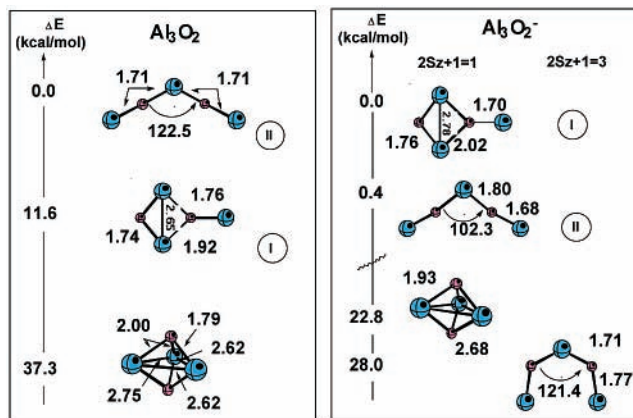 ΔE
(kcal/mol)
Al₃O₂
0.0
1.71
1.71
122.5
II
11.6
1.76
2.65
1.74
1.92
I
37.3
2.00
1.79
2.62
2.75
2.62
ΔE
(kcal/mol)
Al₃O₂⁻
2Sz+1=1
2Sz+1=3
0.0
1.70
2.78
1.76
2.02
I
0.4
1.80
1.68
102.3
II
22.8
1.93
2.68
28.0
1.71
1.77
121.4